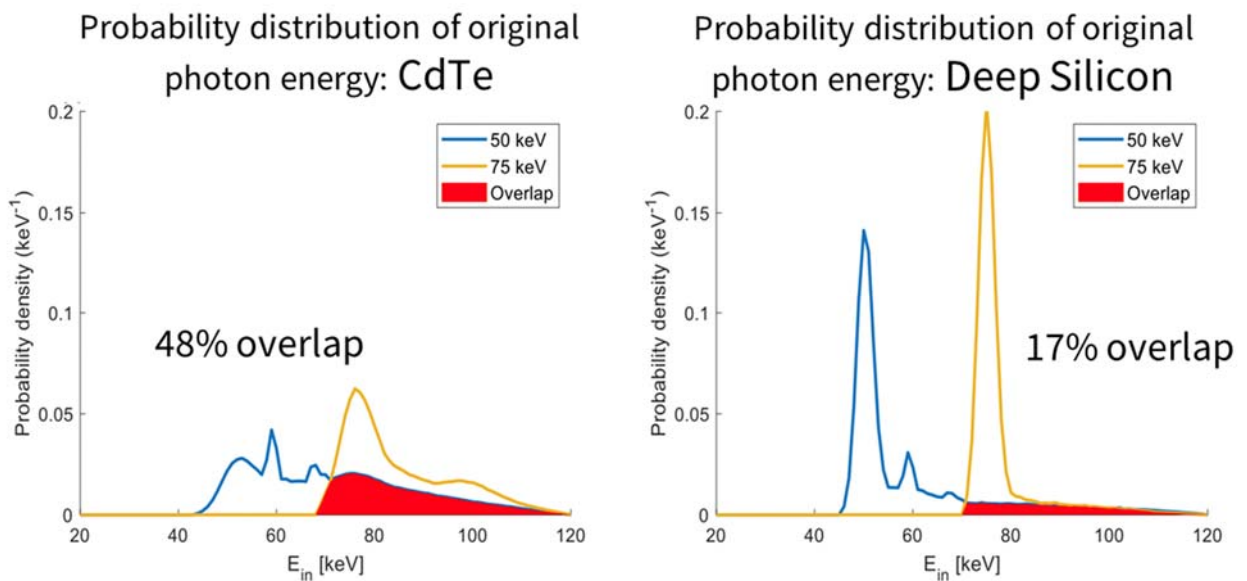 Probability distribution of original
photon energy: CdTe
0.2
0.15
0.1
0.05
0
Probability density (keV⁻¹)
50 keV
75 keV
Overlap
48% overlap
20
40
60
80
100
120
E_in [keV]
Probability distribution of original
photon energy: Deep Silicon
0.2
0.15
0.1
0.05
0
Probability density (keV⁻¹)
50 keV
75 keV
Overlap
17% overlap
20
40
60
80
100
120
E_in [keV]